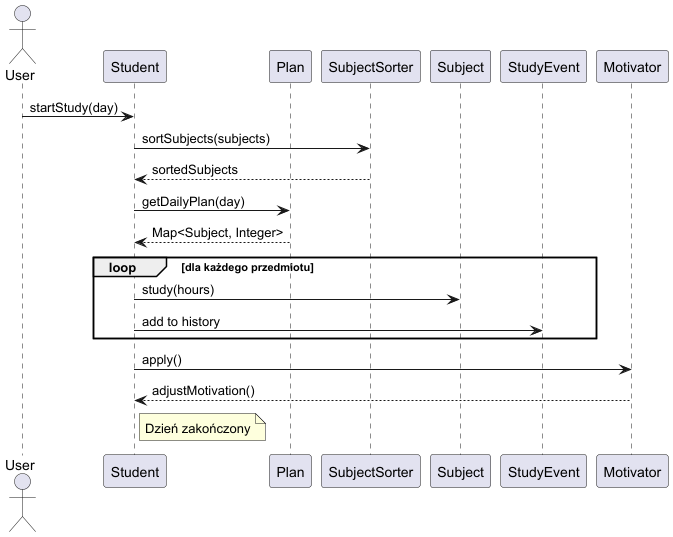 User
Student
Plan
SubjectSorter
Subject
StudyEvent
Motivator
startStudy(day)
sortSubjects(subjects)
sortedSubjects
getDailyPlan(day)
Map<Subject, Integer>
loop
[dla każdego przedmiotu]
study(hours)
add to history
apply()
adjustMotivation()
Dzień zakończony
User
Student
Plan
SubjectSorter
Subject
StudyEvent
Motivator